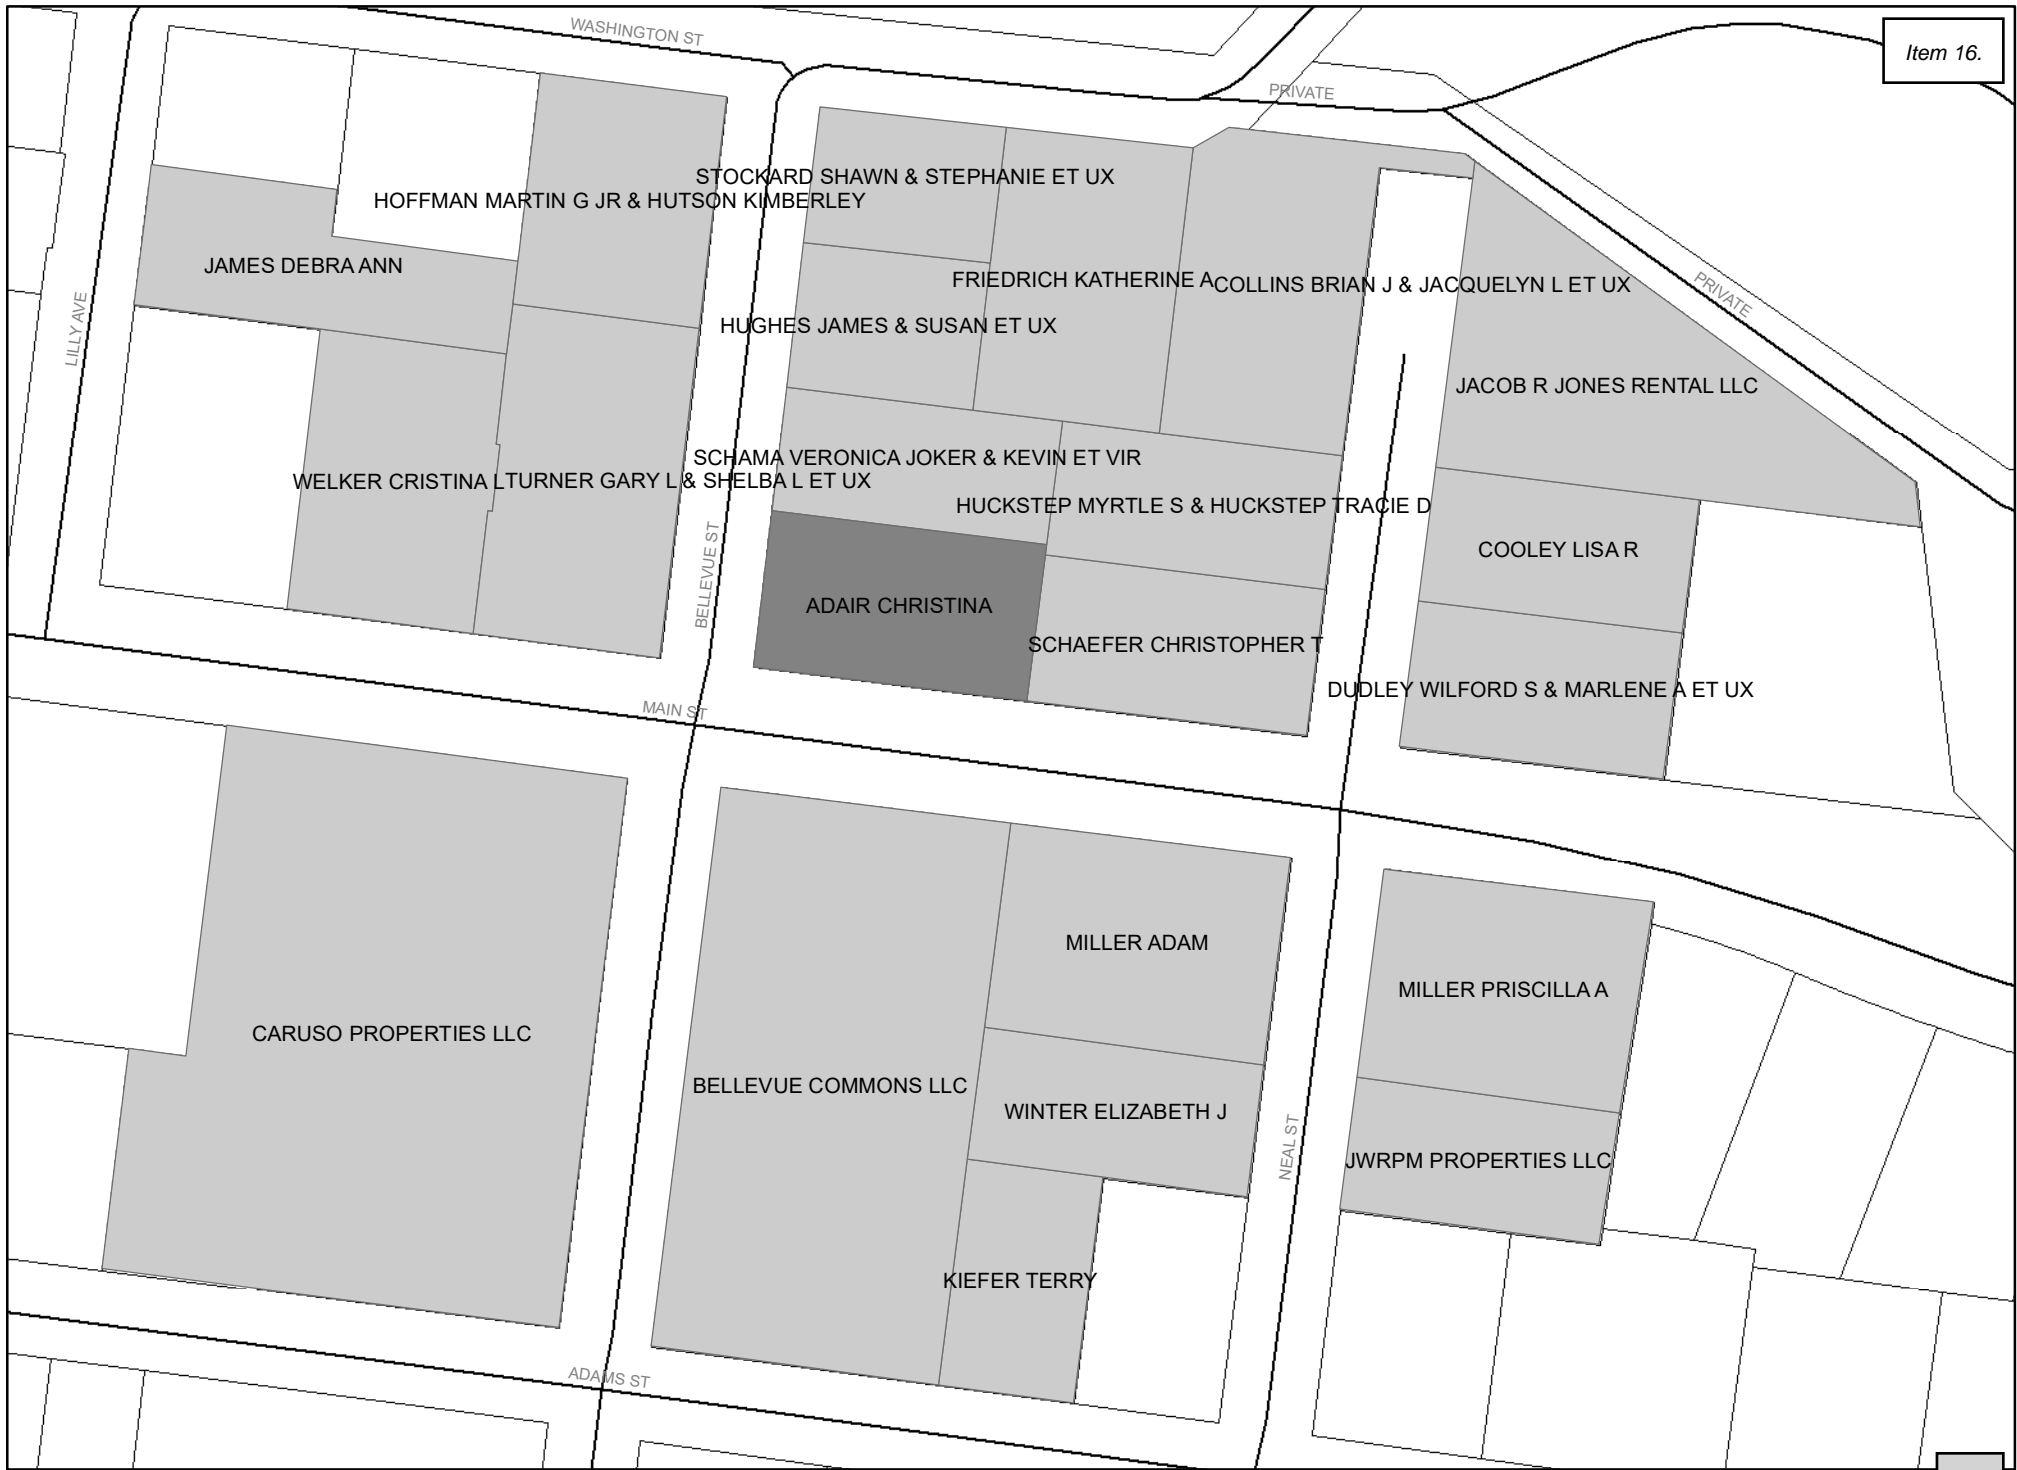 WASHINGTON ST
Item 16.
PRIVATE
STOCKARD SHAWN & STEPHANIE ET UX
HOFFMAN MARTIN G JR & HUTSON KIMBERLEY
JAMES DEBRA ANN
FRIEDRICH KATHERINE A
COLLINS BRIAN J & JACQUELYN L ET UX
PRIVATE
LILLY AVE
HUGHES JAMES & SUSAN ET UX
JACOB R JONES RENTAL LLC
SCHAMA VERONICA JOKER & KEVIN ET VIR
WELKER CRISTINA L
TURNER GARY L & SHELBA L ET UX
HUCKSTEP MYRTLE S & HUCKSTEP TRACIE D
COOLEY LISA R
BELLEVUE ST
ADAIR CHRISTINA
SCHAEFER CHRISTOPHER T
DUDLEY WILFORD S & MARLENE A ET UX
MAIN ST
MILLER ADAM
MILLER PRISCILLA A
CARUSO PROPERTIES LLC
BELLEVUE COMMONS LLC
WINTER ELIZABETH J
NEAL ST
JWRPM PROPERTIES LLC
KIEFER TERRY
ADAMS ST